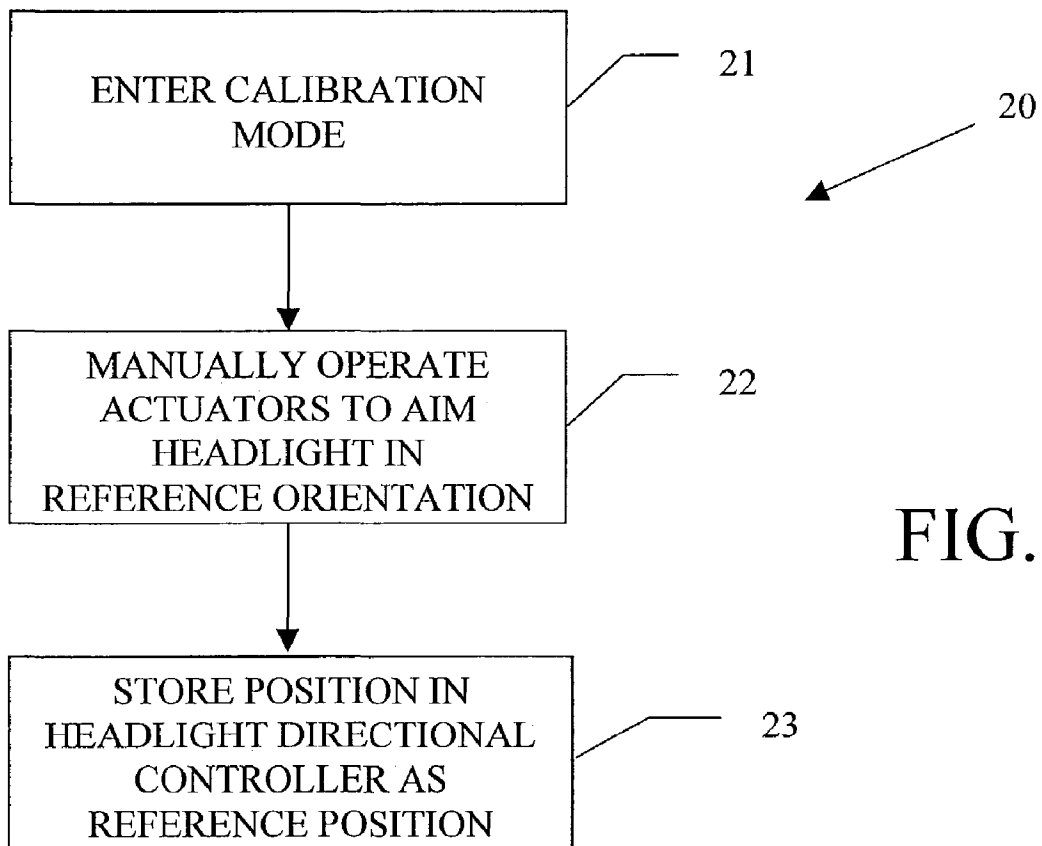 ENTER CALIBRATION
MODE
21
20
MANUALLY OPERATE
ACTUATORS TO AIM
HEADLIGHT IN
REFERENCE ORIENTATION
22
FIG.
STORE POSITION IN
HEADLIGHT DIRECTIONAL
CONTROLLER AS
REFERENCE POSITION
23